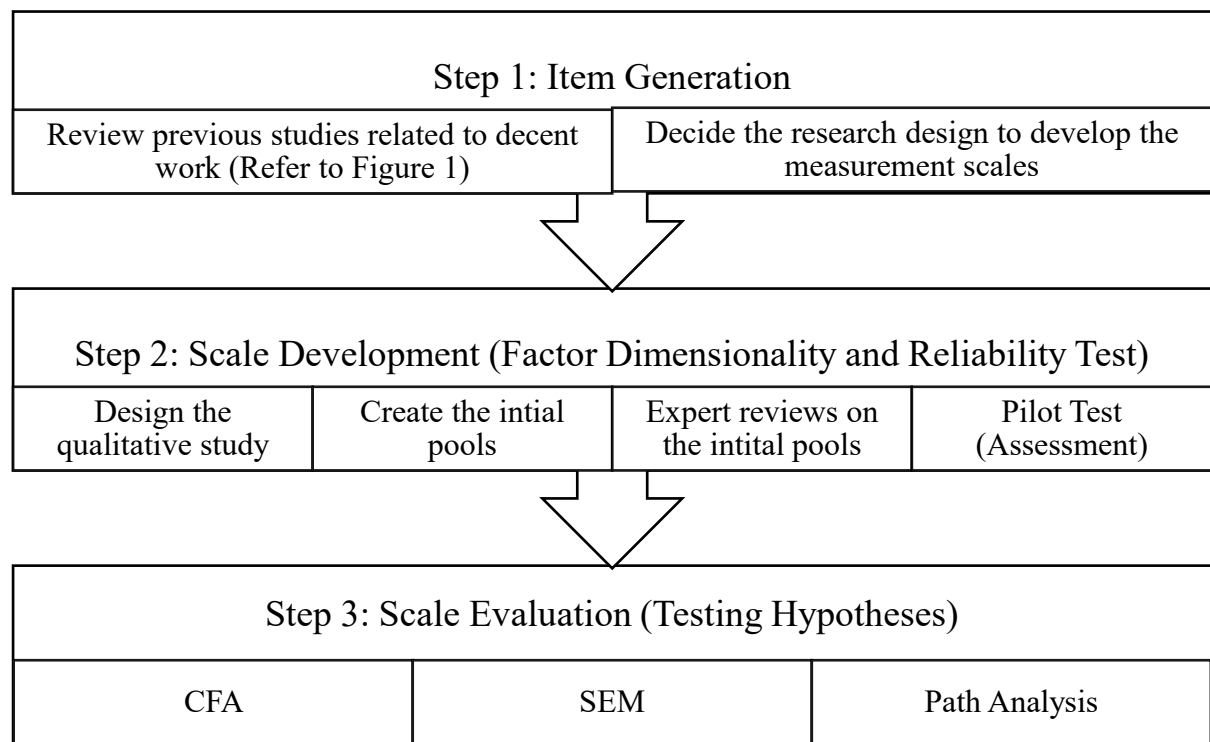 Step 1: Item Generation
Review previous studies related to decent
work (Refer to Figure 1)
Decide the research design to develop the
measurement scales
Step 2: Scale Development (Factor Dimensionality and Reliability Test)
Design the
qualitative study
Create the intial
pools
Expert reviews on
the intital pools
Pilot Test
(Assessment)
Step 3: Scale Evaluation (Testing Hypotheses)
CFA
SEM
Path Analysis